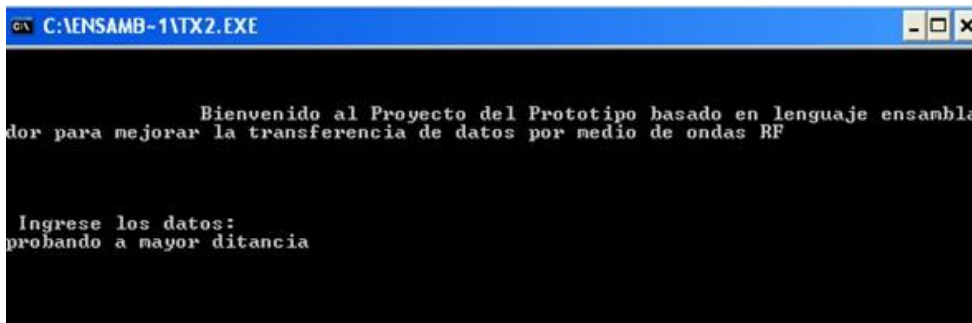 C:\ENSAMB~1\TX2.EXE
Bienvenido al Proyecto del Prototipo basado en lenguaje ensambla
dor para mejorar la transferencia de datos por medio de ondas RF
Ingrese los datos:
probando a mayor ditancia